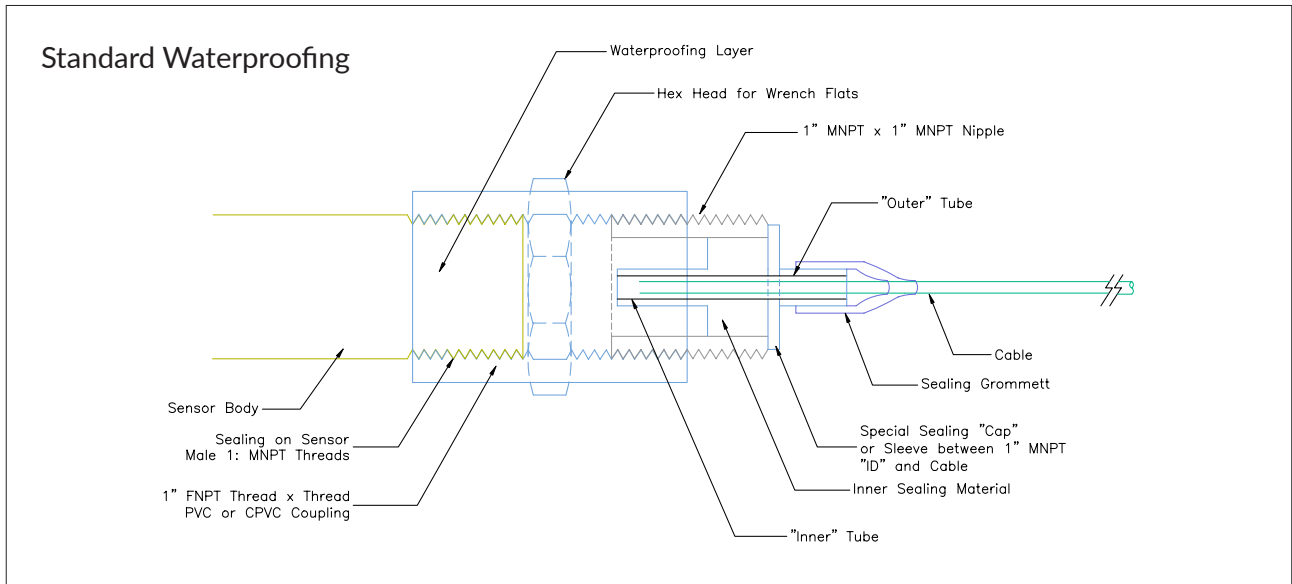 Standard Waterproofing
Waterproofing Layer
Hex Head for Wrench Flats
1" MNPT x 1" MNPT Nipple
"Outer" Tube
Cable
Sealing Grommett
Sensor Body
Sealing on Sensor
Male 1: MNPT Threads
Special Sealing "Cap"
or Sleeve between 1" MNPT
"ID" and Cable
Inner Sealing Material
1" FNPT Thread x Thread
PVC or CPVC Coupling
"Inner" Tube